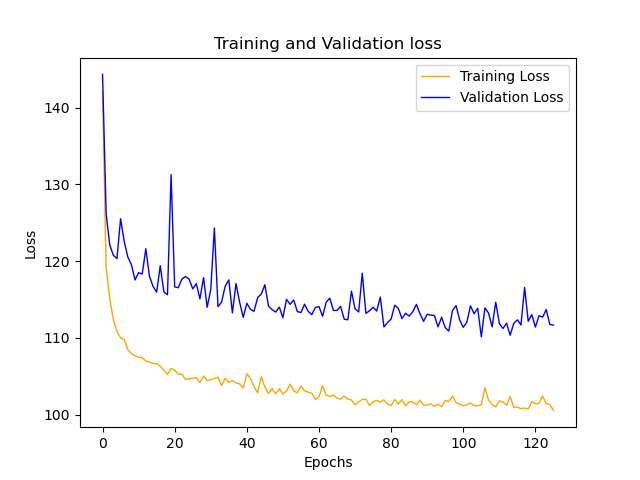 Training and Validation loss
Training Loss
Validation Loss
Loss
140
130
120
110
100
0 20 40 60 80 100 120
Epochs